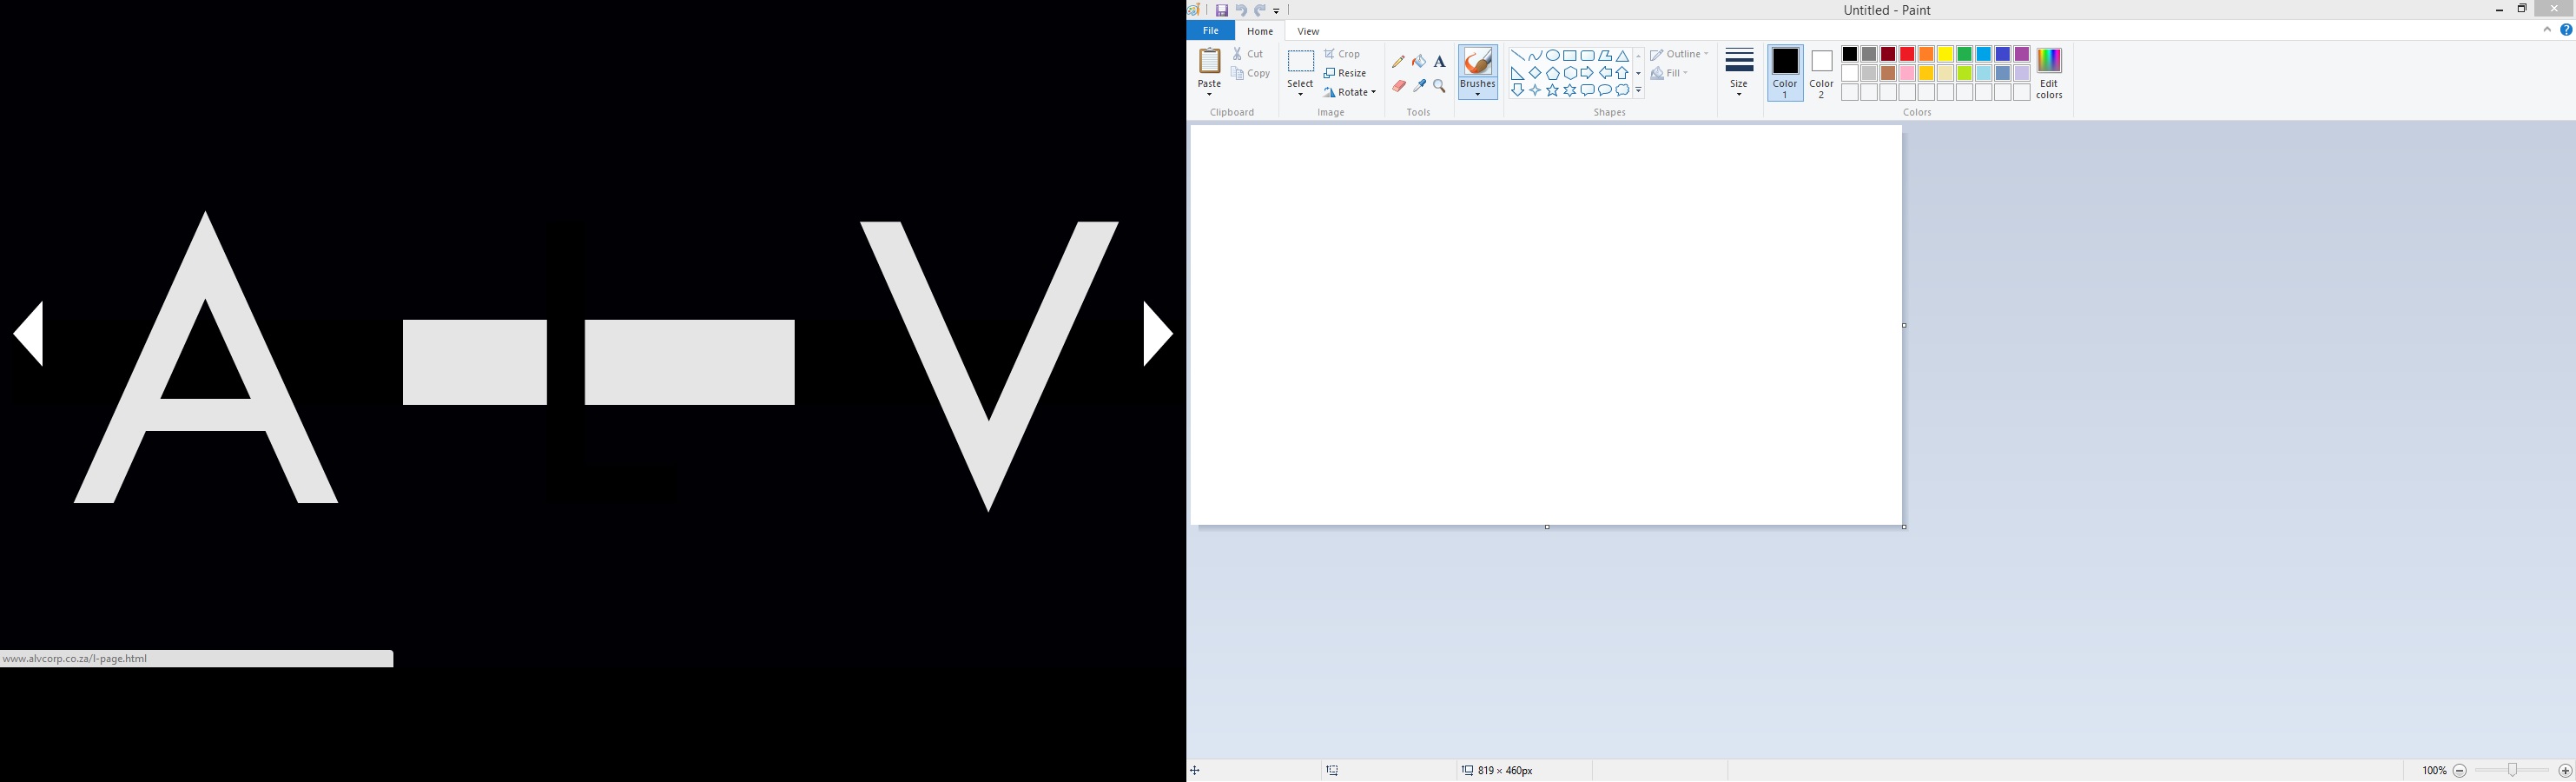 Untitled - Paint
File Home View
Paste
Cut
Copy
Clipboard
Select
Crop
Resize
Rotate
Image
A
Tools
Brushes
Shapes
Outline
Fill
Size
Color 1
Color 2
Edit colors
Colors
A L V
www.alvcorp.co.za/l-page.html
819 × 460px
100%